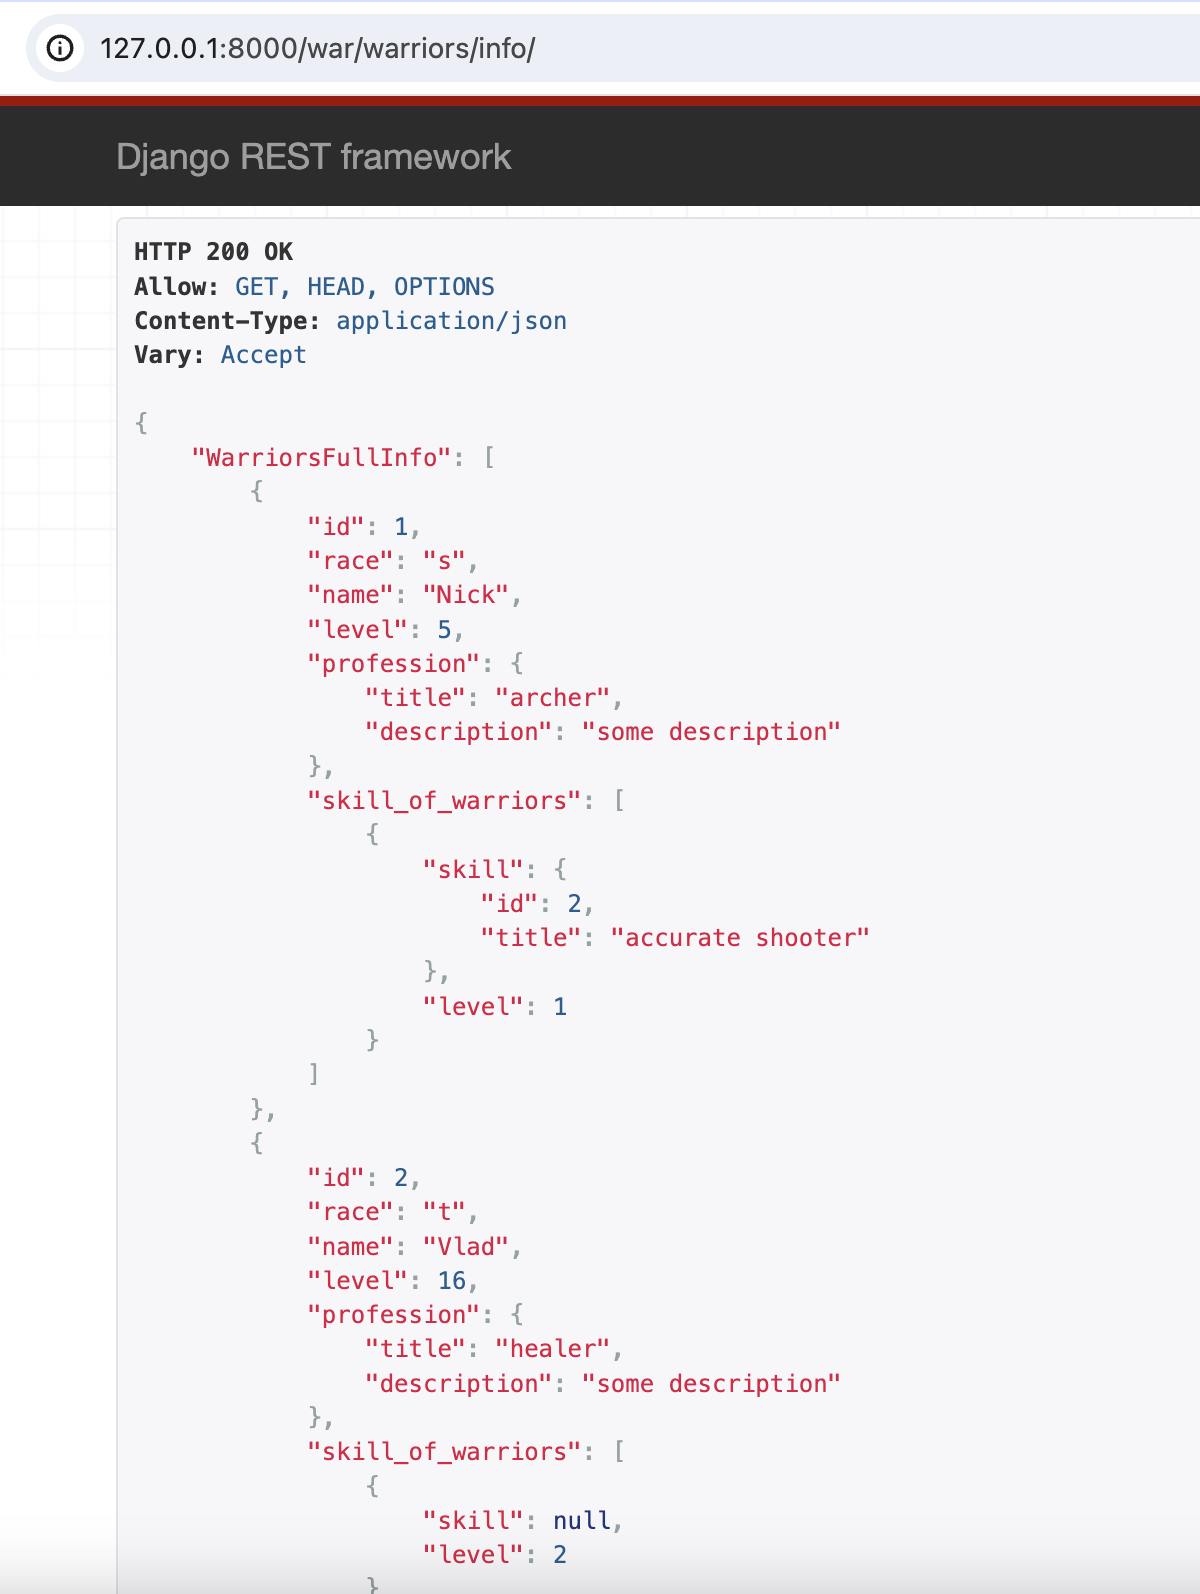 127.0.0.1:8000/war/warriors/info/
Django REST framework
HTTP 200 OK
Allow: GET, HEAD, OPTIONS
Content-Type: application/json
Vary: Accept
{
    "WarriorsFullInfo": [
        {
            "id": 1,
            "race": "s",
            "name": "Nick",
            "level": 5,
            "profession": {
                "title": "archer",
                "description": "some description"
            },
            "skill_of_warriors": [
                {
                    "skill": {
                        "id": 2,
                        "title": "accurate shooter"
                    },
                    "level": 1
                }
            ]
        },
        {
            "id": 2,
            "race": "t",
            "name": "Vlad",
            "level": 16,
            "profession": {
                "title": "healer",
                "description": "some description"
            },
            "skill_of_warriors": [
                {
                    "skill": null,
                    "level": 2
                }